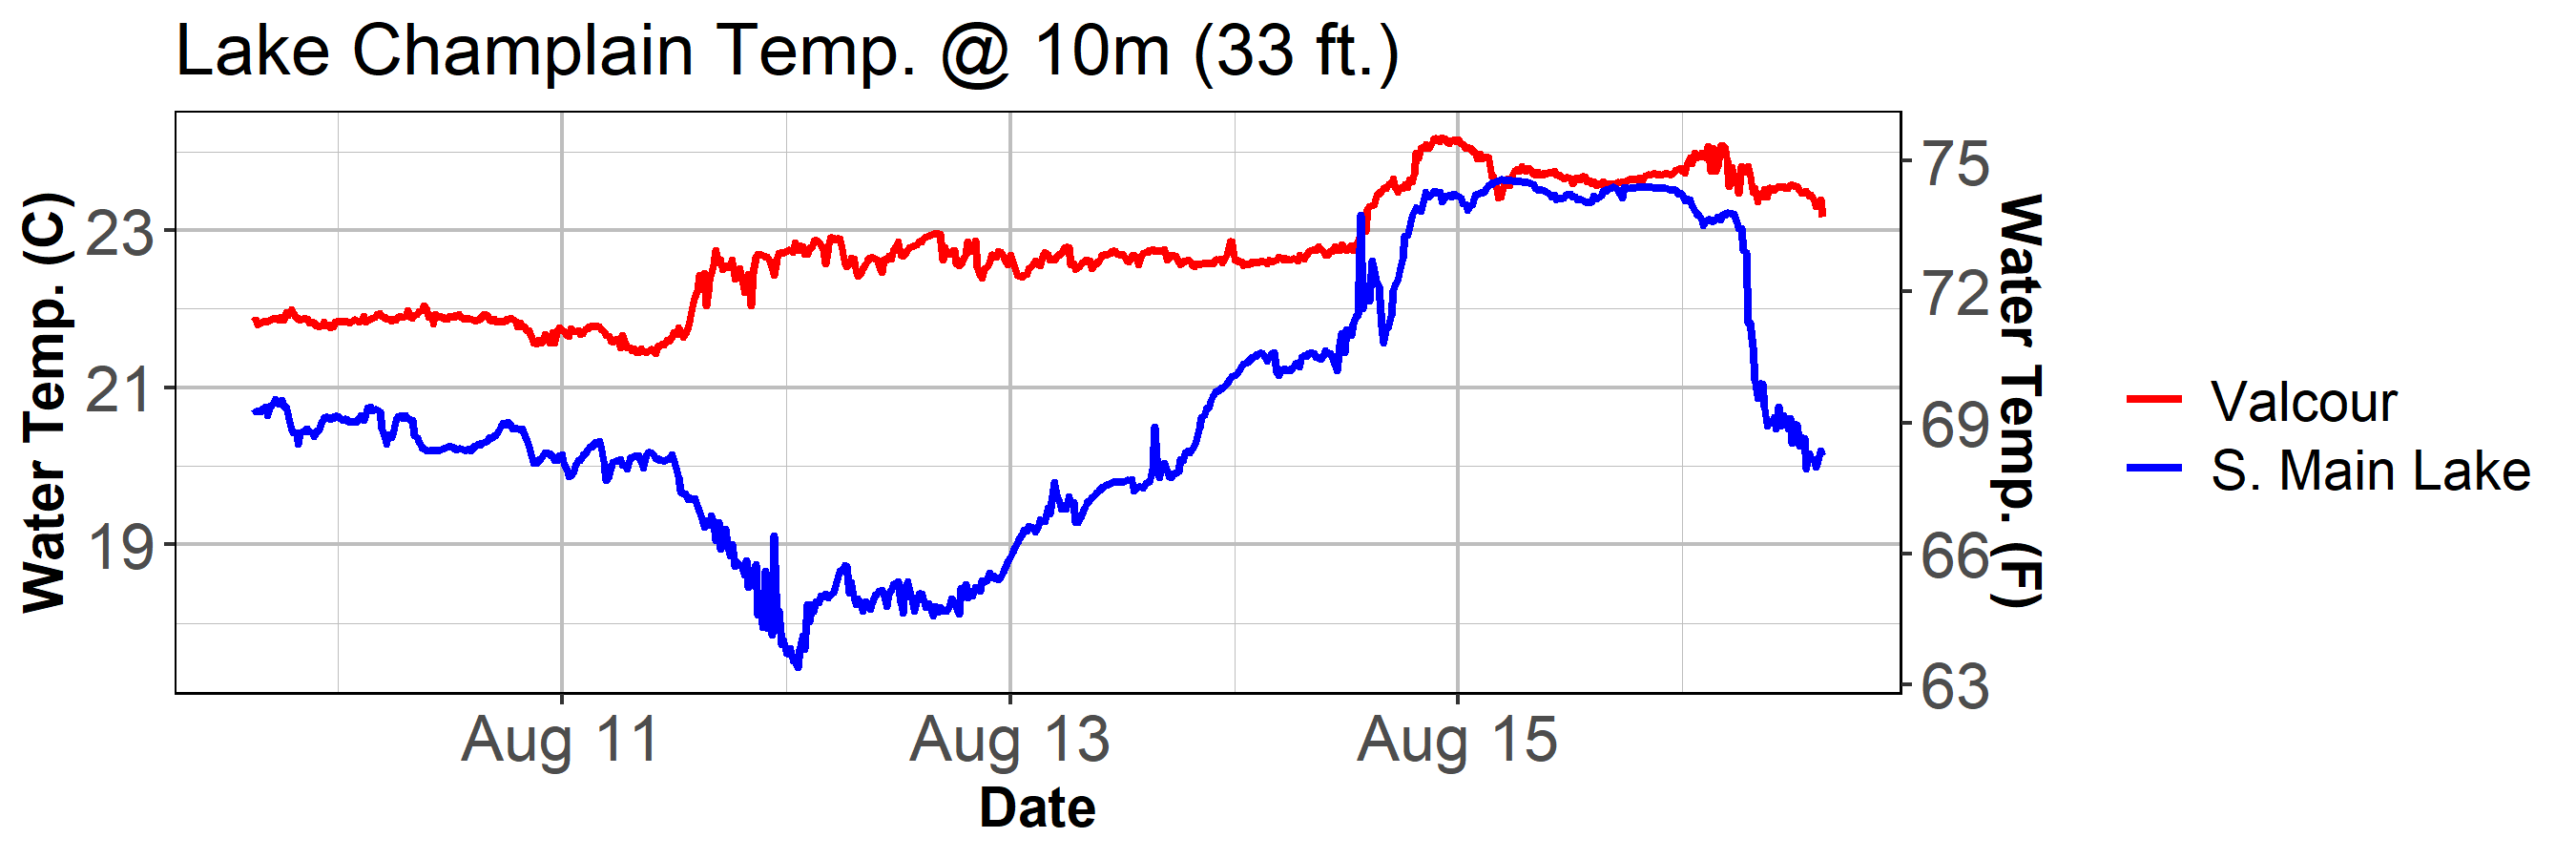 Lake Champlain Temp. @ 10m (33 ft.)
Water Temp. (C)
23
21
19
75
72
69
66
63
Water Temp. (F)
Aug 11
Aug 13
Aug 15
Date
Valcour
S. Main Lake